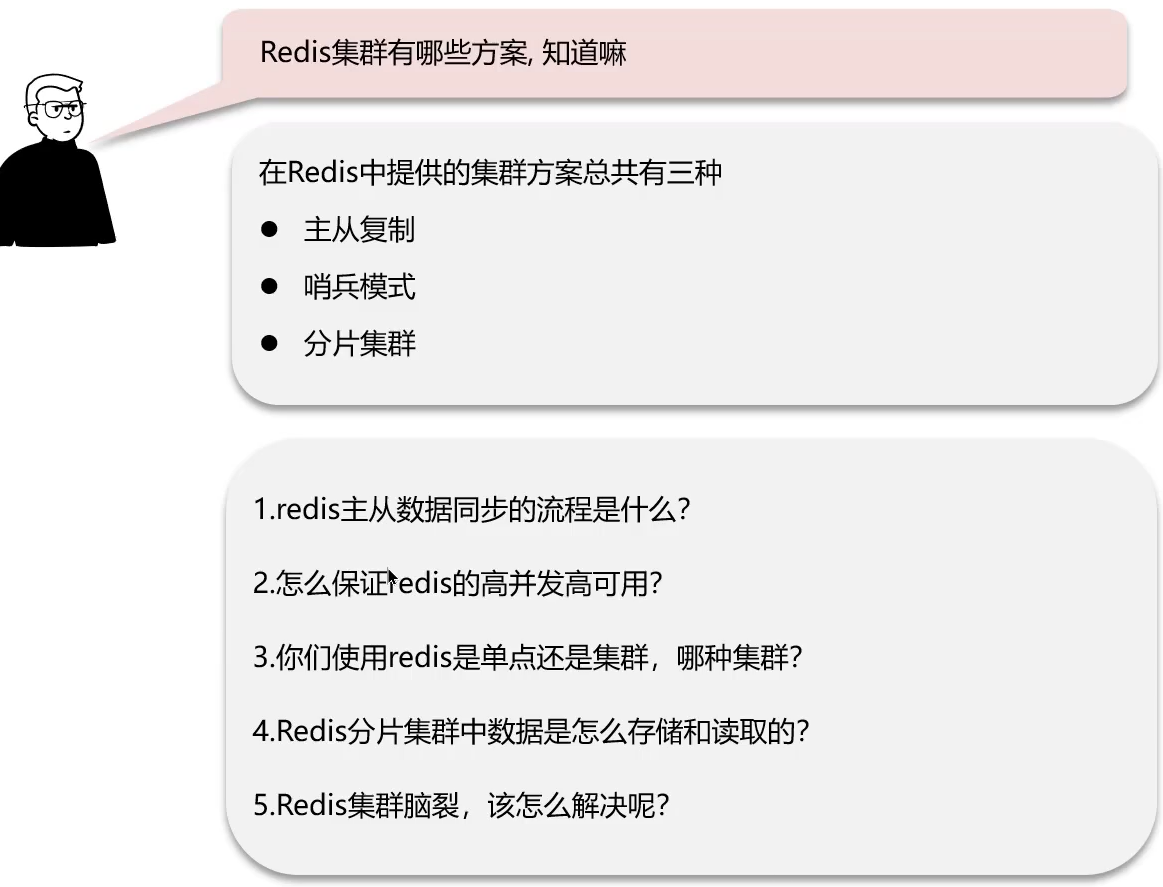 Redis集群有哪些方案, 知道嘛
在Redis中提供的集群方案总共有三种
● 主从复制
● 哨兵模式
● 分片集群
1.redis主从数据同步的流程是什么？
2.怎么保证redis的高并发高可用？
3.你们使用redis是单点还是集群，哪种集群？
4.Redis分片集群中数据是怎么存储和读取的？
5.Redis集群脑裂，该怎么解决呢？